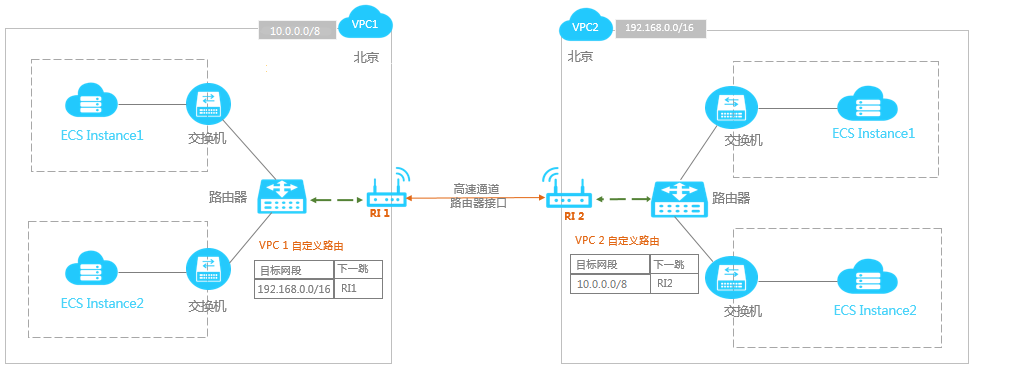 10.0.0.0/8
VPC1
北京
ECS Instance1
交换机
路由器
RI 1
VPC 1 自定义路由
目标网段 下一跳
192.168.0.0/16 RI1
ECS Instance2
交换机
高速通道
路由器接口
VPC2
192.168.0.0/16
北京
交换机
ECS Instance1
路由器
RI 2
VPC 2 自定义路由
目标网段 下一跳
10.0.0.0/8 RI2
交换机
ECS Instance2